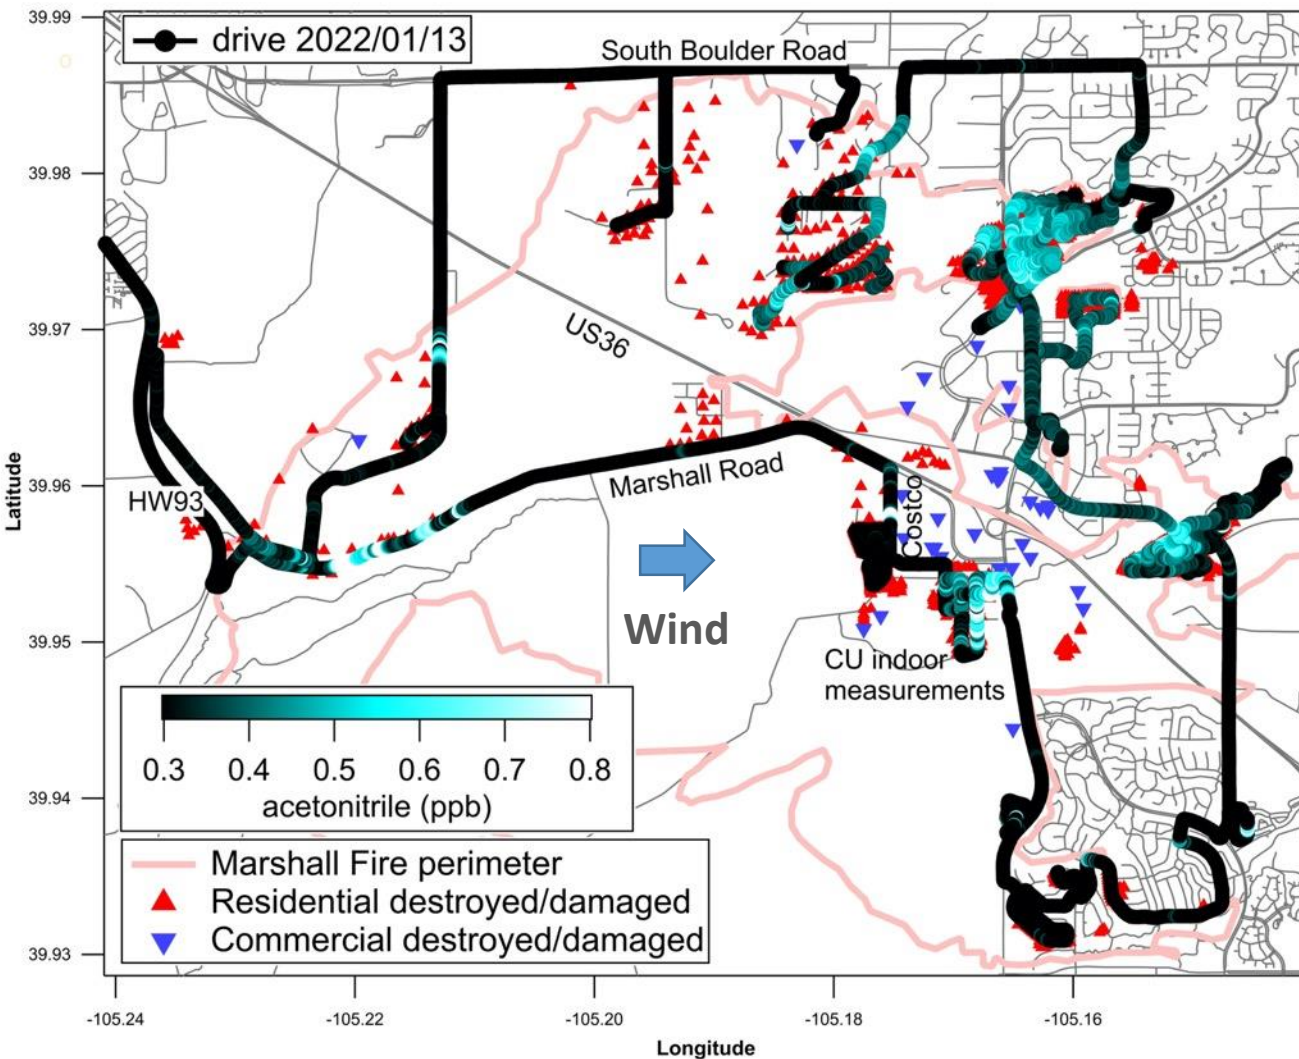 39.99
drive 2022/01/13
South Boulder Road
39.98
39.97
US36
39.96
HW93
Marshall Road
Costco
Latitude
Wind
39.95
CU indoor
measurements
0.3 0.4 0.5 0.6 0.7 0.8
acetonitrile (ppb)
39.94
Marshall Fire perimeter
Residential destroyed/damaged
Commercial destroyed/damaged
39.93
-105.24 -105.22 -105.20 -105.18 -105.16
Longitude